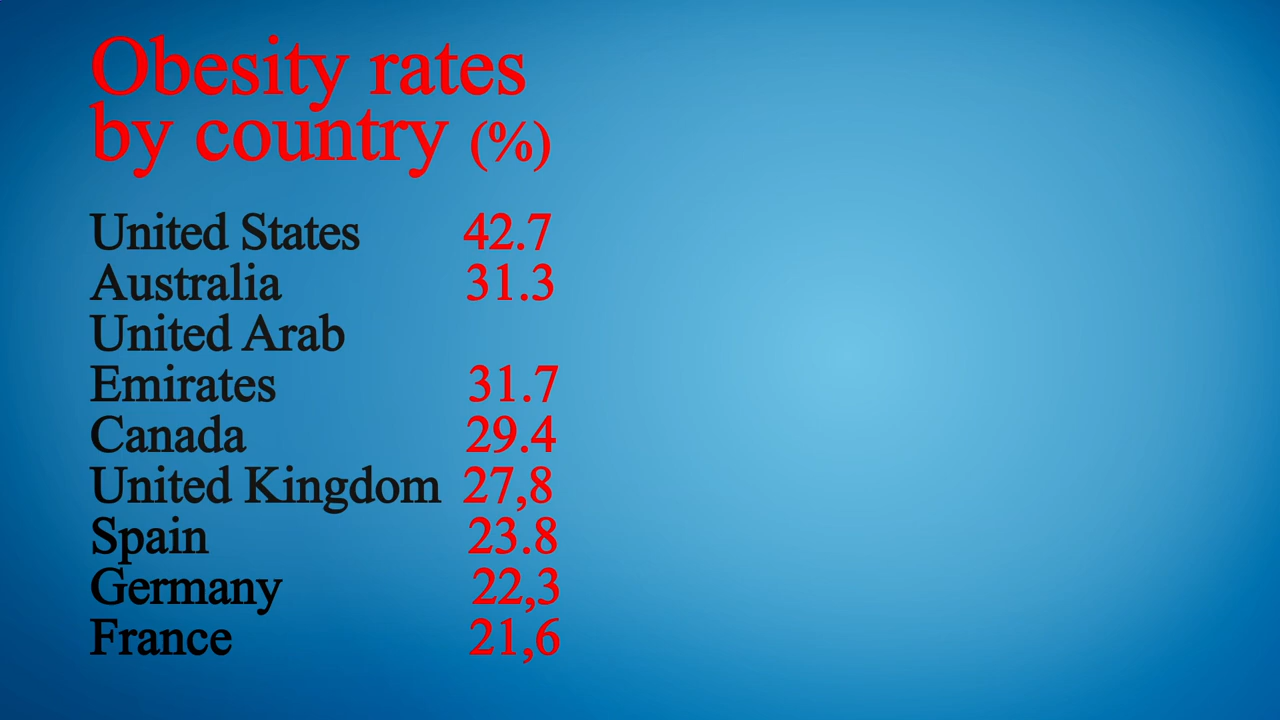 Obesity rates
by country (%)
United States 42.7
Australia 31.3
United Arab
Emirates 31.7
Canada 29.4
United Kingdom 27,8
Spain 23.8
Germany 22,3
France 21,6